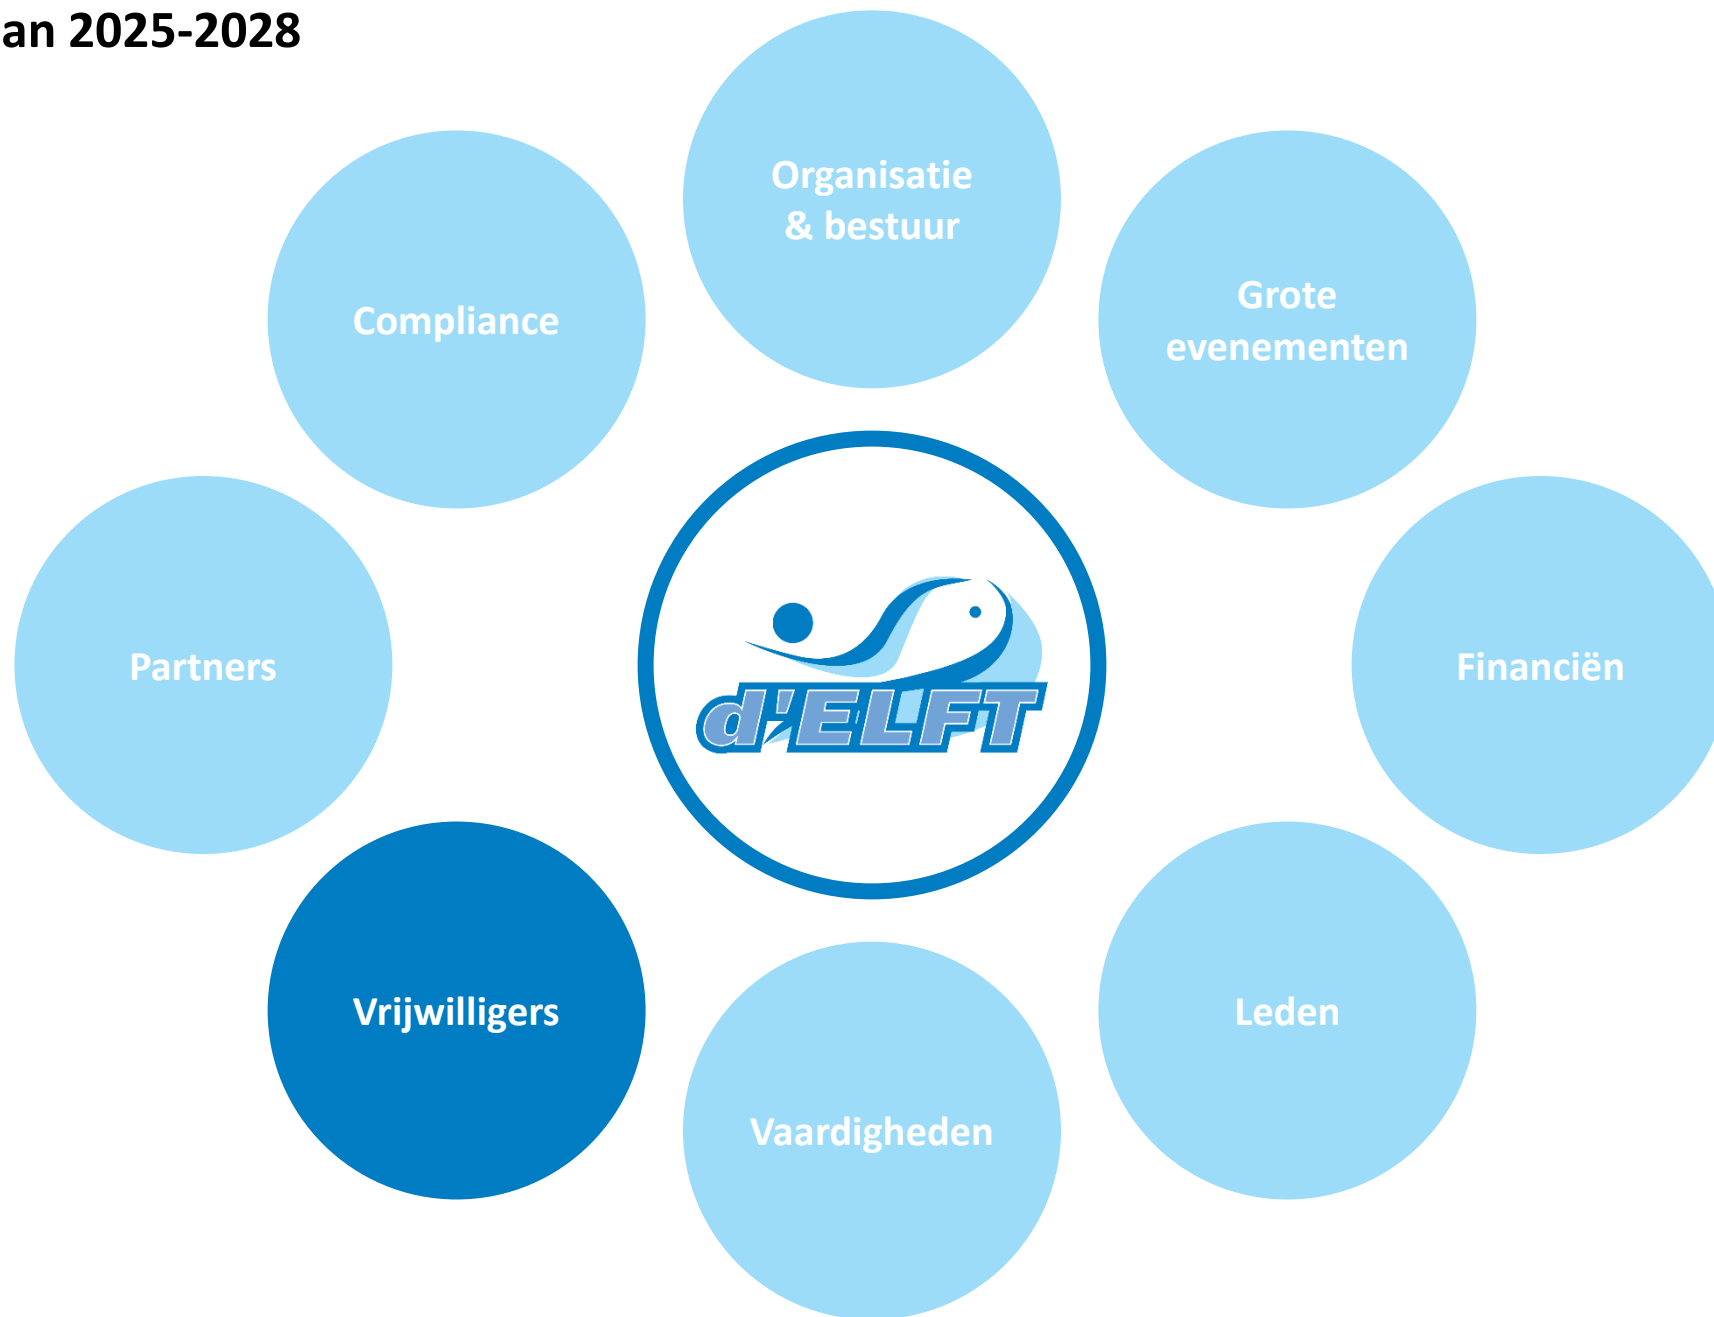 an 2025-2028
Organisatie
& bestuur
Grote
evenementen
Compliance
Partners
Financiën
d'ELFT
Vrijwilligers
Leden
Vaardigheden